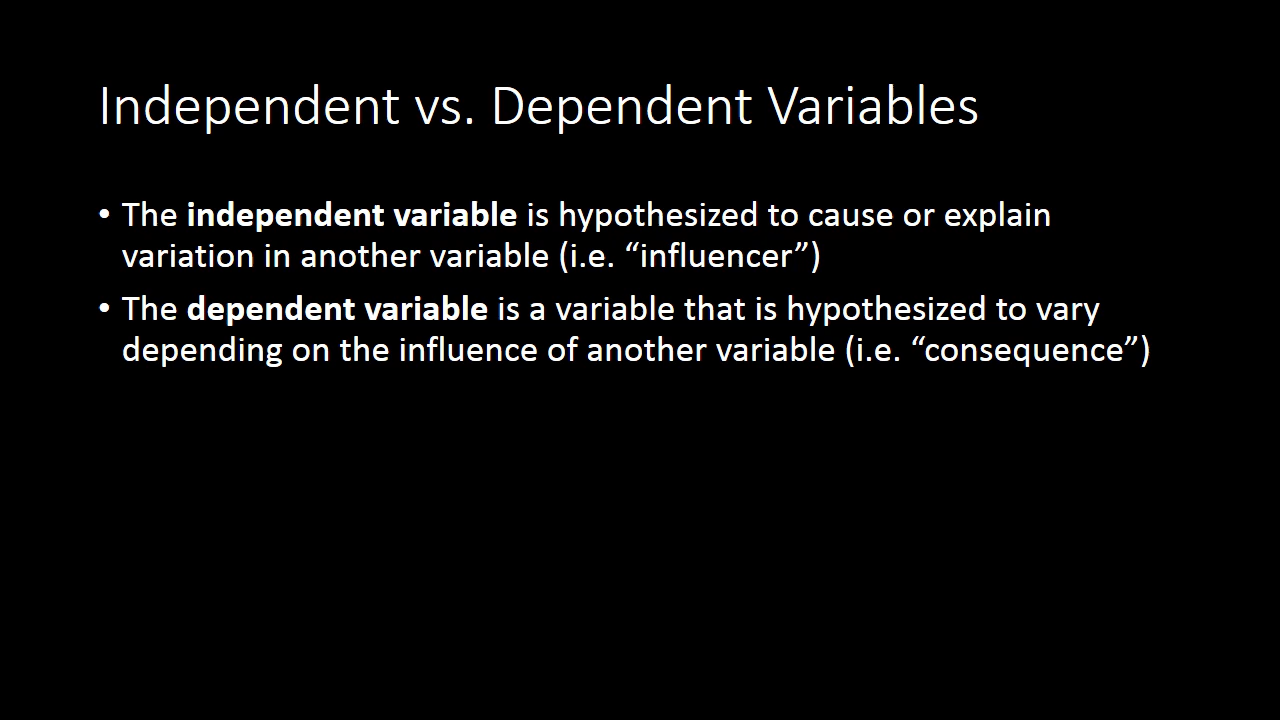 Independent vs. Dependent Variables
• The independent variable is hypothesized to cause or explain
variation in another variable (i.e. “influencer”)
• The dependent variable is a variable that is hypothesized to vary
depending on the influence of another variable (i.e. “consequence”)